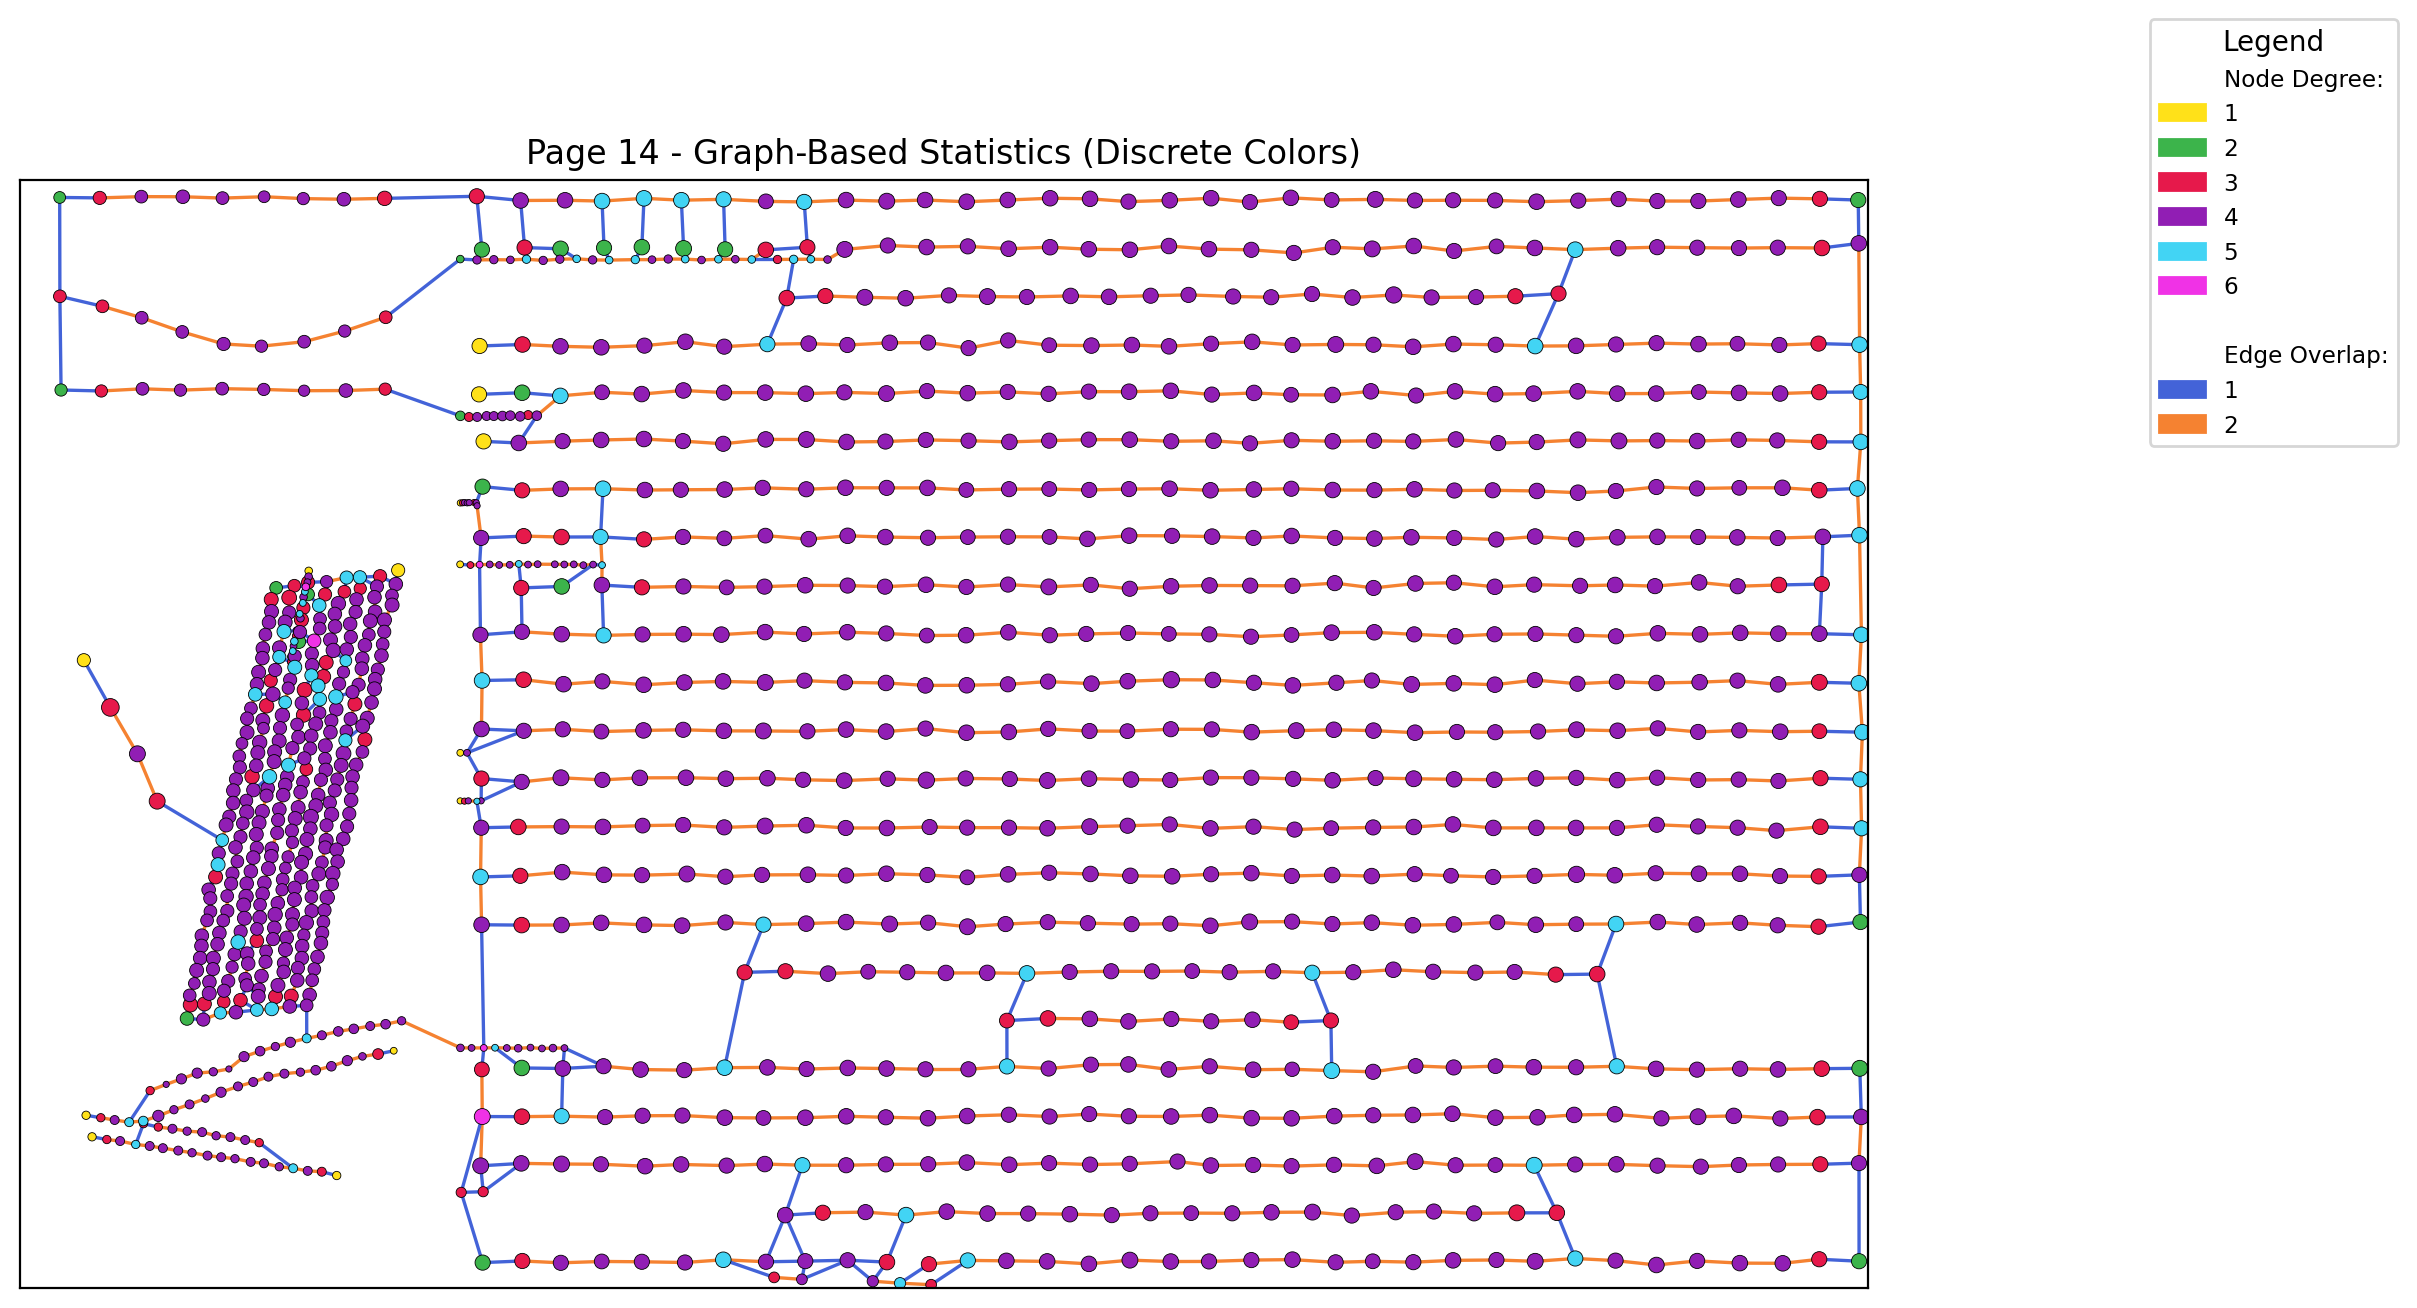 Page 14 - Graph-Based Statistics (Discrete Colors)
Legend
Node Degree:
1
2
3
4
5
6
Edge Overlap:
1
2